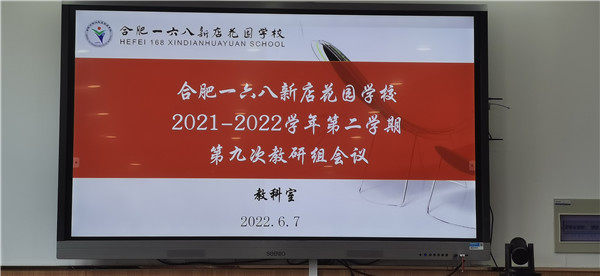 合肥一六八新店花园学校
HEFEI 168 XINDIANHUAYUAN SCHOOL
合肥一六八新店花园学校
2021-2022学年第二学期
第九次教研组会议
教科室
2022.6.7